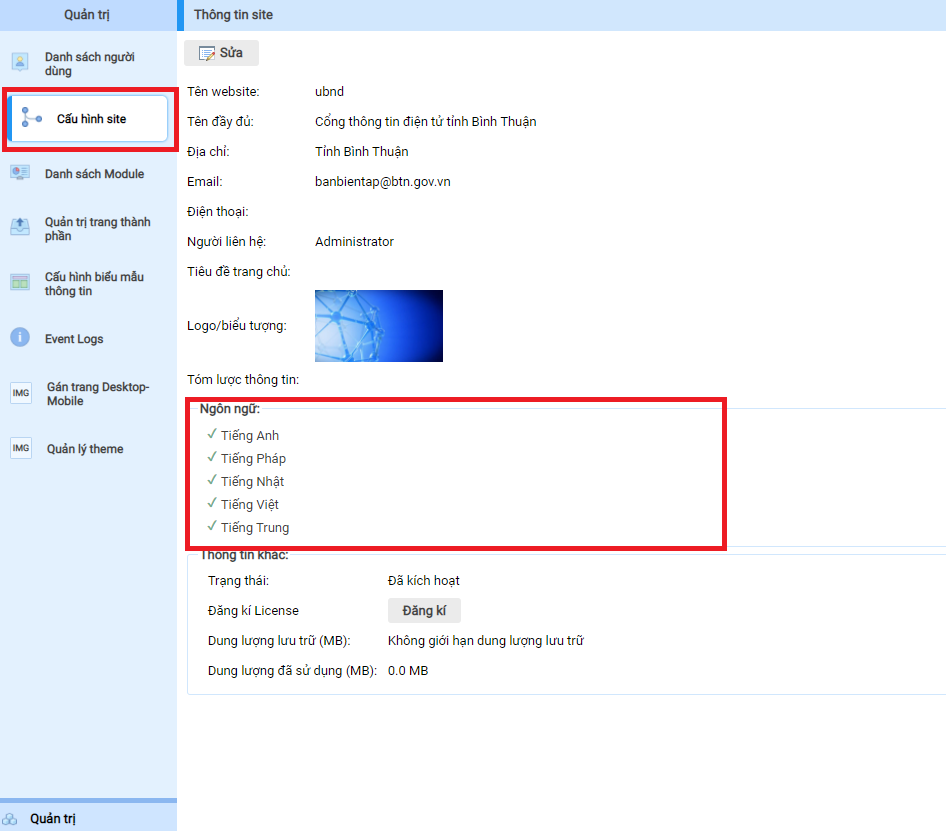 Quản trị
Danh sách người
dùng
Cấu hình site
Danh sách Module
Quản trị trang thành
phần
Cấu hình biểu mẫu
thông tin
Event Logs
IMG
Gán trang Desktop-
Mobile
IMG
Quản lý theme
Quản trị
Thông tin site
Sửa
Tên website: ubnd
Tên đầy đủ: Cổng thông tin điện tử tỉnh Bình Thuận
Địa chỉ: Tỉnh Bình Thuận
Email: banbientap@btn.gov.vn
Điện thoại:
Người liên hệ: Administrator
Tiêu đề trang chủ:
Logo/biểu tượng:
Tóm lược thông tin:
Ngôn ngữ:
Tiếng Anh
Tiếng Pháp
Tiếng Nhật
Tiếng Việt
Tiếng Trung
Thông tin khác:
Trạng thái: Đã kích hoạt
Đăng kí License Đăng kí
Dung lượng lưu trữ (MB): Không giới hạn dung lượng lưu trữ
Dung lượng đã sử dụng (MB): 0.0 MB